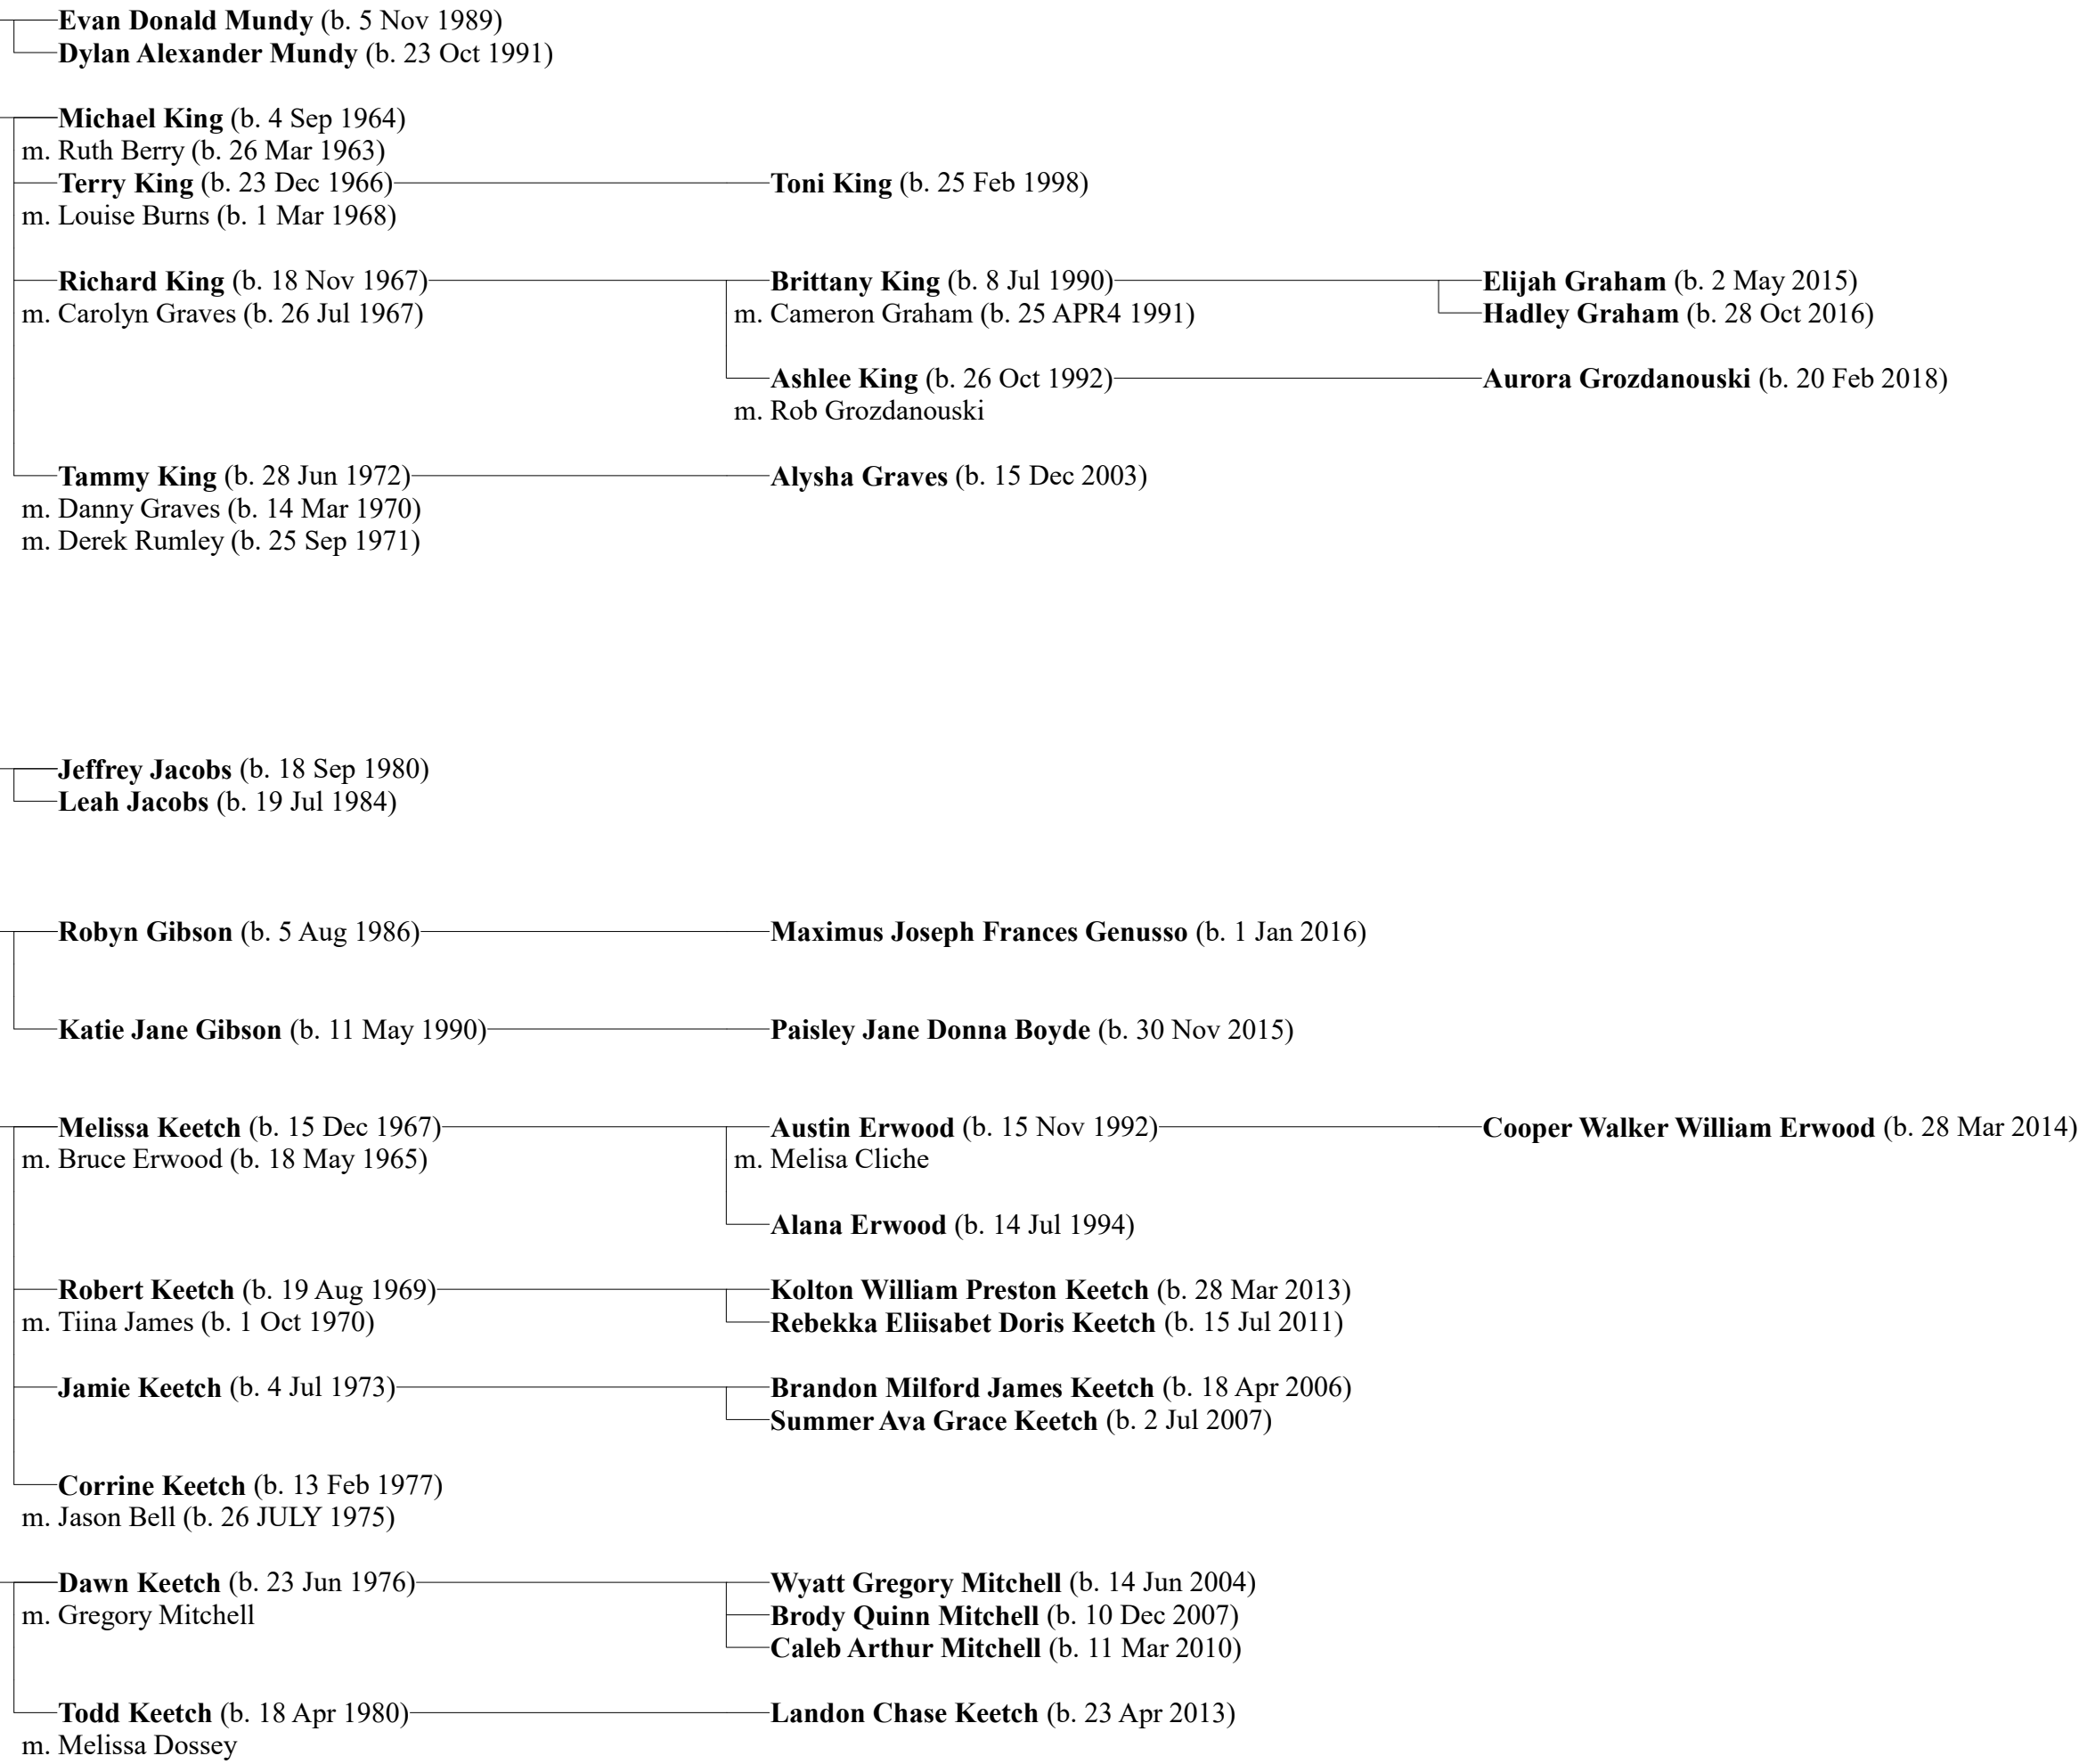 Evan Donald Mundy (b. 5 Nov 1989)
Dylan Alexander Mundy (b. 23 Oct 1991)
Michael King (b. 4 Sep 1964)
m. Ruth Berry (b. 26 Mar 1963)
Terry King (b. 23 Dec 1966) Toni King (b. 25 Feb 1998)
m. Louise Burns (b. 1 Mar 1968)
Richard King (b. 18 Nov 1967) Brittany King (b. 8 Jul 1990) Elijah Graham (b. 2 May 2015)
m. Carolyn Graves (b. 26 Jul 1967) m. Cameron Graham (b. 25 APR4 1991) Hadley Graham (b. 28 Oct 2016)
Ashlee King (b. 26 Oct 1992) Aurora Grozdanouski (b. 20 Feb 2018)
m. Rob Grozdanouski
Tammy King (b. 28 Jun 1972) Alysha Graves (b. 15 Dec 2003)
m. Danny Graves (b. 14 Mar 1970)
m. Derek Rumley (b. 25 Sep 1971)
Jeffrey Jacobs (b. 18 Sep 1980)
Leah Jacobs (b. 19 Jul 1984)
Robyn Gibson (b. 5 Aug 1986) Maximus Joseph Frances Genusso (b. 1 Jan 2016)
Katie Jane Gibson (b. 11 May 1990) Paisley Jane Donna Boyde (b. 30 Nov 2015)
Melissa Keetch (b. 15 Dec 1967) Austin Erwood (b. 15 Nov 1992) Cooper Walker William Erwood (b. 28 Mar 2014)
m. Bruce Erwood (b. 18 May 1965) m. Melisa Cliche
Alana Erwood (b. 14 Jul 1994)
Robert Keetch (b. 19 Aug 1969) Kolton William Preston Keetch (b. 28 Mar 2013)
m. Tiina James (b. 1 Oct 1970) Rebekka Eliisabet Doris Keetch (b. 15 Jul 2011)
Jamie Keetch (b. 4 Jul 1973) Brandon Milford James Keetch (b. 18 Apr 2006)
Summer Ava Grace Keetch (b. 2 Jul 2007)
Corrine Keetch (b. 13 Feb 1977)
m. Jason Bell (b. 26 JULY 1975)
Dawn Keetch (b. 23 Jun 1976) Wyatt Gregory Mitchell (b. 14 Jun 2004)
m. Gregory Mitchell Brody Quinn Mitchell (b. 10 Dec 2007)
Caleb Arthur Mitchell (b. 11 Mar 2010)
Todd Keetch (b. 18 Apr 1980) Landon Chase Keetch (b. 23 Apr 2013)
m. Melissa Dossey